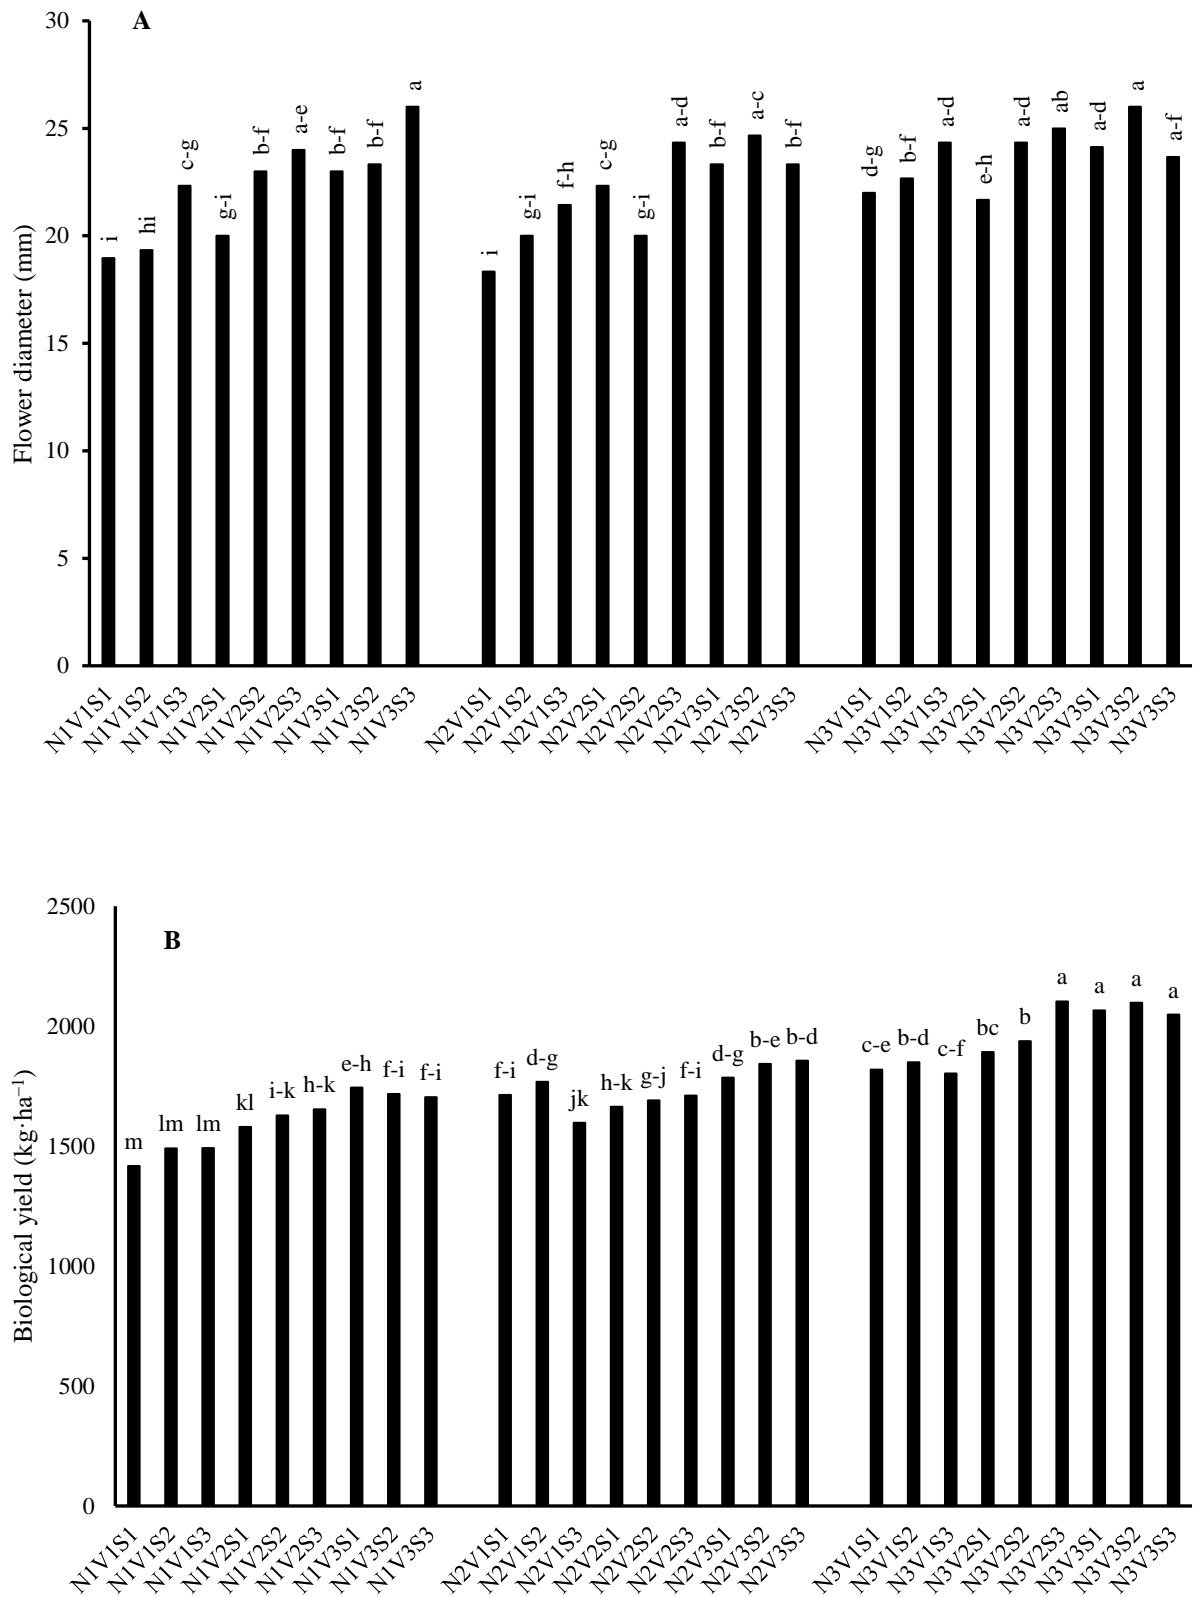 A
Flower diameter (mm)
30
25
20
15
10
5
0
i
hi
c-g
g-i
b-f
a-e
b-f
b-f
a
i
g-i
f-h
c-g
g-i
a-d
b-f
a-c
b-f
d-g
b-f
a-d
e-h
a-d
ab
a-d
a
a-f
N1V1S1
N1V1S2
N1V1S3
N1V2S1
N1V2S2
N1V2S3
N1V3S1
N1V3S2
N1V3S3
N2V1S1
N2V1S2
N2V1S3
N2V2S1
N2V2S2
N2V2S3
N2V3S1
N2V3S2
N2V3S3
N3V1S1
N3V1S2
N3V1S3
N3V2S1
N3V2S2
N3V2S3
N3V3S1
N3V3S2
N3V3S3
B
Biological yield (kg·ha⁻¹)
2500
2000
1500
1000
500
0
m
lm
lm
kl
i-k
h-k
e-h
f-i
f-i
f-i
d-g
jk
h-k
g-j
f-i
d-g
b-e
b-d
c-e
b-d
c-f
bc
b
a
a
a
a
N1V1S1
N1V1S2
N1V1S3
N1V2S1
N1V2S2
N1V2S3
N1V3S1
N1V3S2
N1V3S3
N2V1S1
N2V1S2
N2V1S3
N2V2S1
N2V2S2
N2V2S3
N2V3S1
N2V3S2
N2V3S3
N3V1S1
N3V1S2
N3V1S3
N3V2S1
N3V2S2
N3V2S3
N3V3S1
N3V3S2
N3V3S3